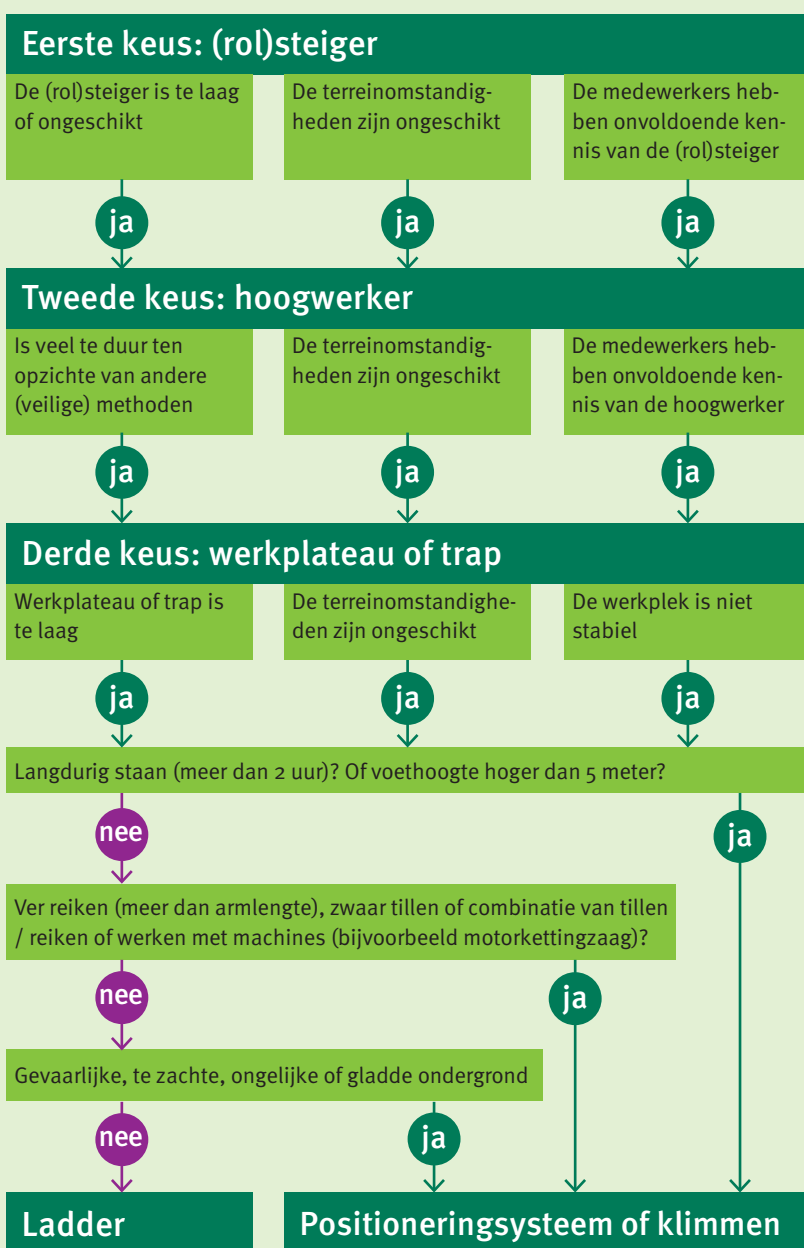 Eerste keus: (rol)steiger
De (rol)steiger is te laag
of ongeschikt
De terreinomstandig-
heden zijn ongeschikt
De medewerkers heb-
ben onvoldoende ken-
nis van de (rol)steiger
ja
ja
ja
Tweede keus: hoogwerker
Is veel te duur ten
opzichte van andere
(veilige) methoden
De terreinomstandig-
heden zijn ongeschikt
De medewerkers heb-
ben onvoldoende ken-
nis van de hoogwerker
ja
ja
ja
Derde keus: werkplateau of trap
Werkplateau of trap is
te laag
De terreinomstandighe-
den zijn ongeschikt
De werkplek is niet
stabiel
ja
ja
ja
Langdurig staan (meer dan 2 uur)? Of voethoogte hoger dan 5 meter?
nee
ja
Ver reiken (meer dan armlengte), zwaar tillen of combinatie van tillen
/ reiken of werken met machines (bijvoorbeeld motorkettingzaag)?
nee
ja
Gevaarlijke, te zachte, ongelijke of gladde ondergrond
nee
ja
Ladder
Positioneringsysteem of klimmen